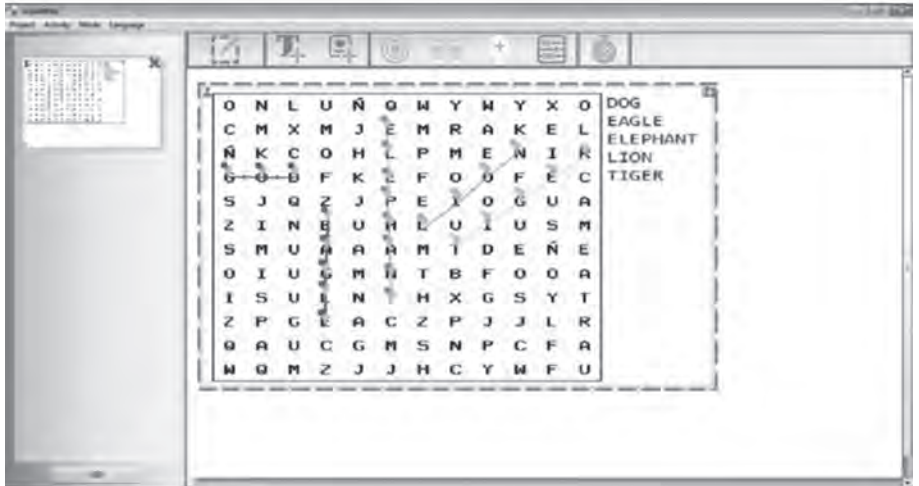 Project Activity Mode Language
O N L U Ñ Q W Y W Y X O
C M X M J E M R A K E L
Ñ K C O H L P M E N I R
G O D F K E F O O F E C
S J Q Z J P E I O G U A
Z I N E U H L U I U S M
S M U A A A M T D E Ñ E
O I U G M N T B F O O A
I S U L N T H X G S Y T
Z P G E A C Z P J J L R
Q A U C G M S N P C F A
W Q M Z J J H C Y W F U
DOG
EAGLE
ELEPHANT
LION
TIGER